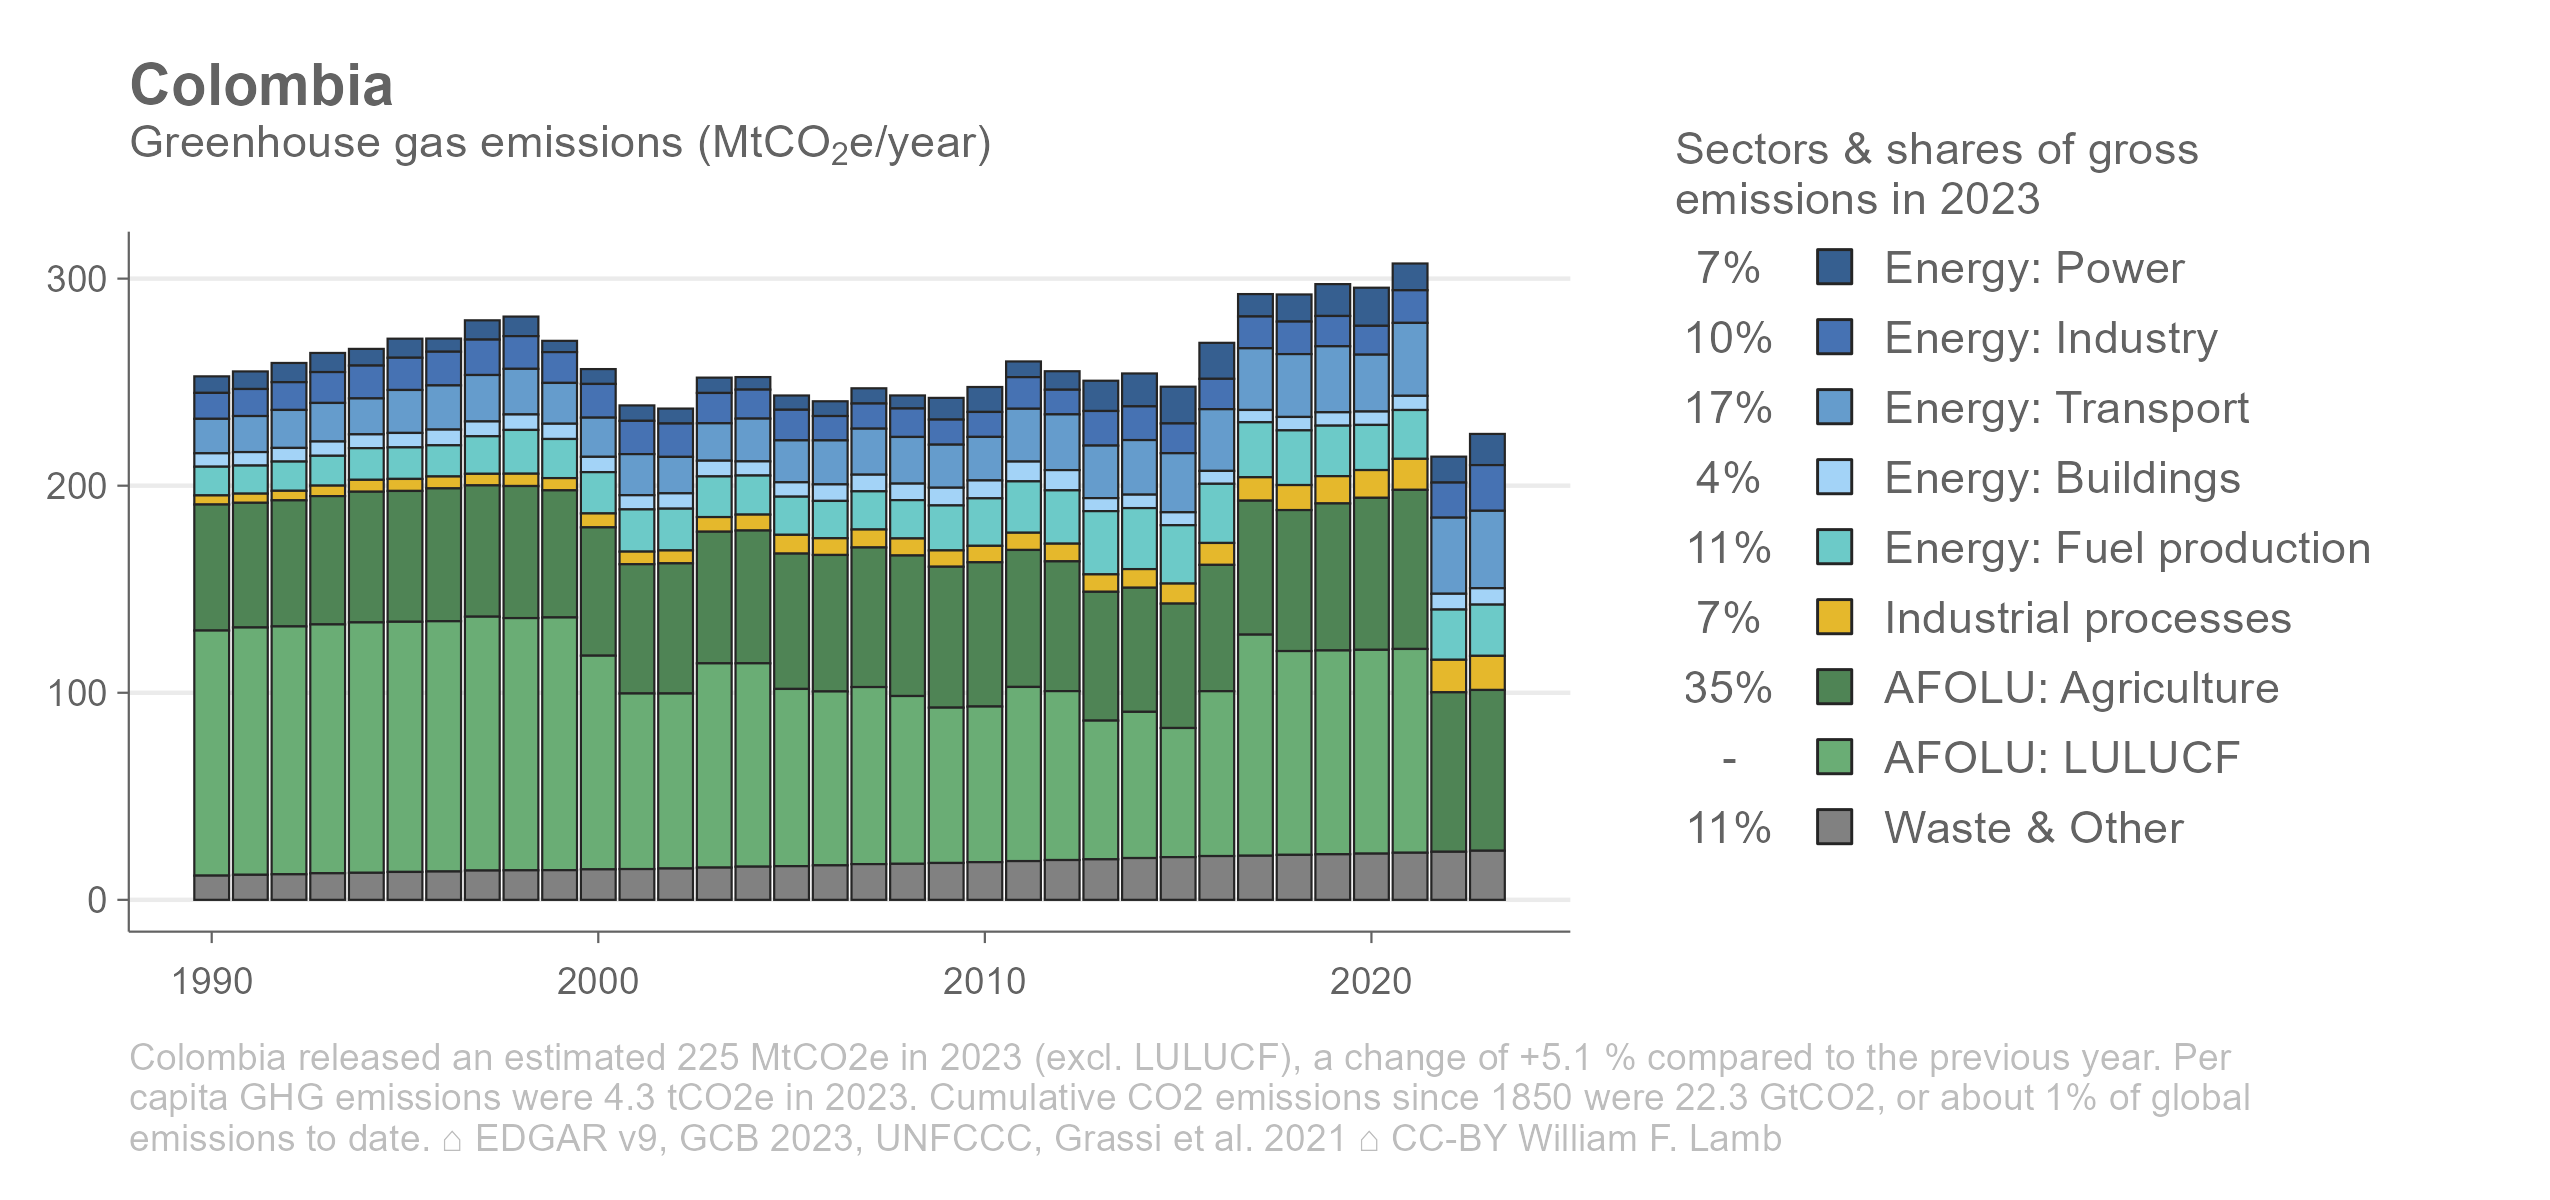 Colombia
Greenhouse gas emissions (MtCO₂e/year)
Sectors & shares of gross
emissions in 2023
7% Energy: Power
10% Energy: Industry
17% Energy: Transport
4% Energy: Buildings
11% Energy: Fuel production
7% Industrial processes
35% AFOLU: Agriculture
- AFOLU: LULUCF
11% Waste & Other
300
200
100
0
1990 2000 2010 2020
Colombia released an estimated 225 MtCO2e in 2023 (excl. LULUCF), a change of +5.1 % compared to the previous year. Per
capita GHG emissions were 4.3 tCO2e in 2023. Cumulative CO2 emissions since 1850 were 22.3 GtCO2, or about 1% of global
emissions to date. ⌂ EDGAR v9, GCB 2023, UNFCCC, Grassi et al. 2021 ⌂ CC-BY William F. Lamb